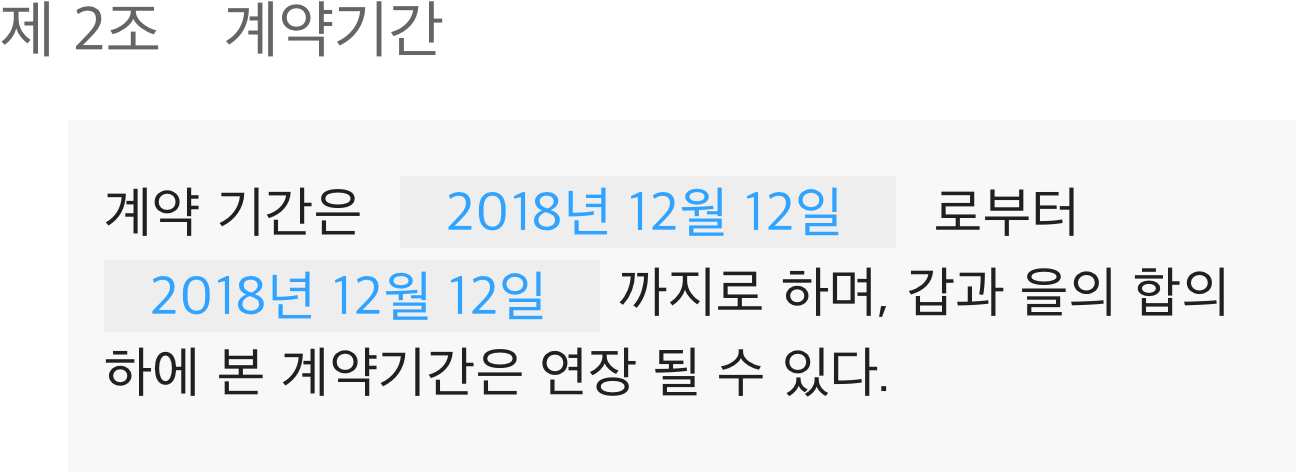 제 2조 계약기간
계약 기간은 2018년 12월 12일 로부터
2018년 12월 12일 까지로 하며, 갑과 을의 합의
하에 본 계약기간은 연장 될 수 있다.